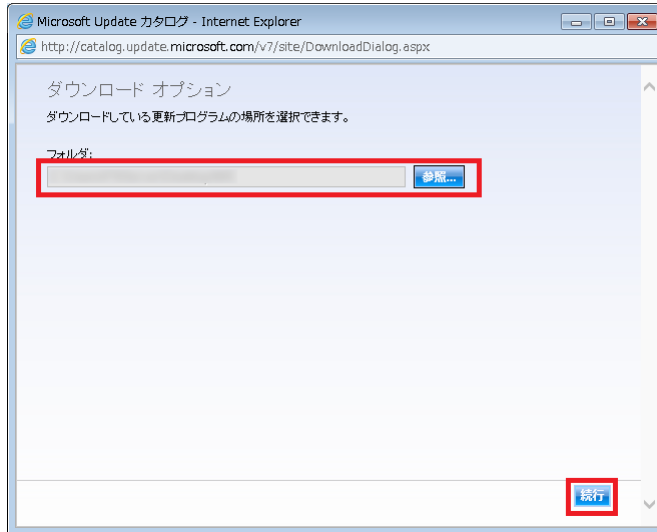 Microsoft Update カタログ - Internet Explorer
http://catalog.update.microsoft.com/v7/site/DownloadDialog.aspx
ダウンロード オプション
ダウンロードしている更新プログラムの場所を選択できます。
フォルダ:
参照...
続行